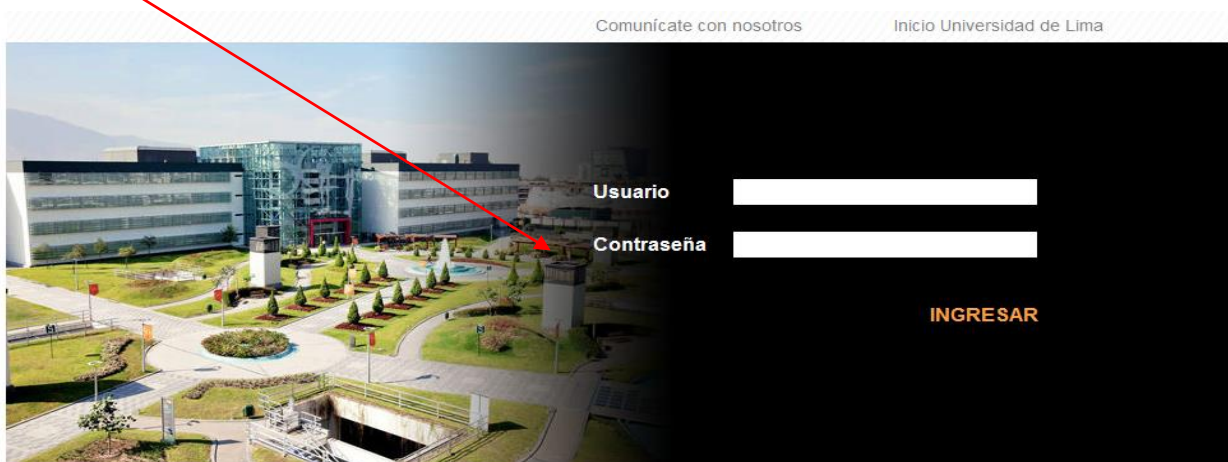 Comunícate con nosotros Inicio Universidad de Lima
Usuario
Contraseña
INGRESAR